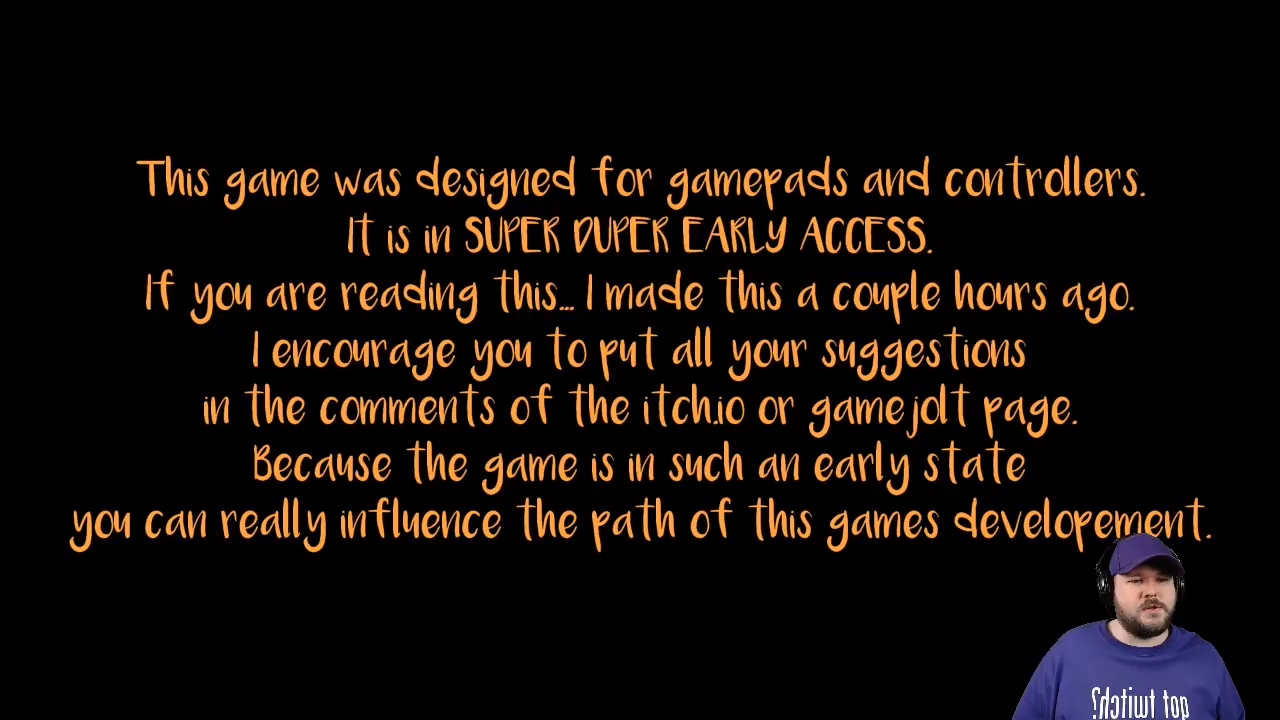 This game was designed for gamepads and controllers.
It is in SUPER DUPER EARLY ACCESS.
If you are reading this... I made this a couple hours ago.
I encourage you to put all your suggestions
in the comments of the itch.io or gamejolt page.
Because the game is in such an early state
you can really influence the path of this games developement.
got twitch?